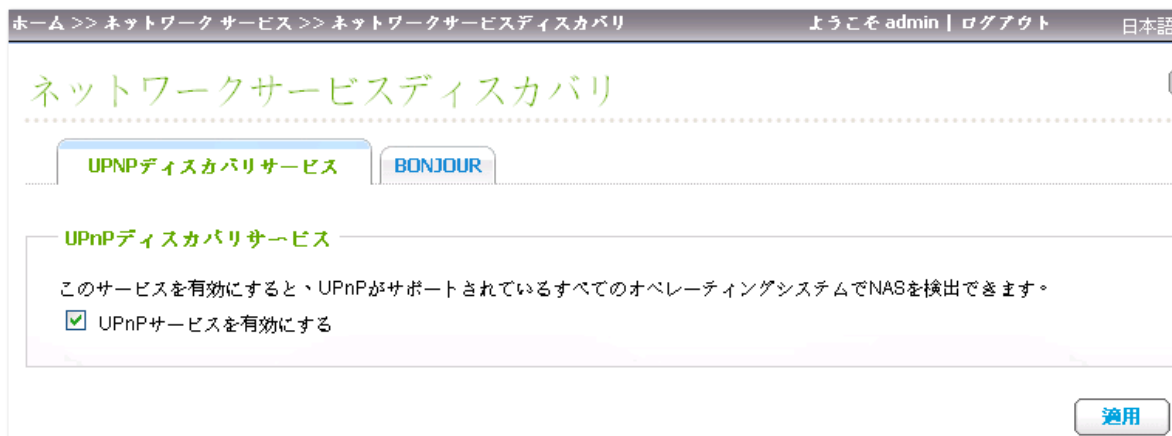 ホーム >> ネットワーク サービス >> ネットワークサービスディスカバリ ようこそ admin | ログアウト 日本語
ネットワークサービスディスカバリ
UPNPディスカバリサービス BONJOUR
UPnPディスカバリサービス
このサービスを有効にすると、UPnPがサポートされているすべてのオペレーティングシステムでNASを検出できます。
UPnPサービスを有効にする
適用